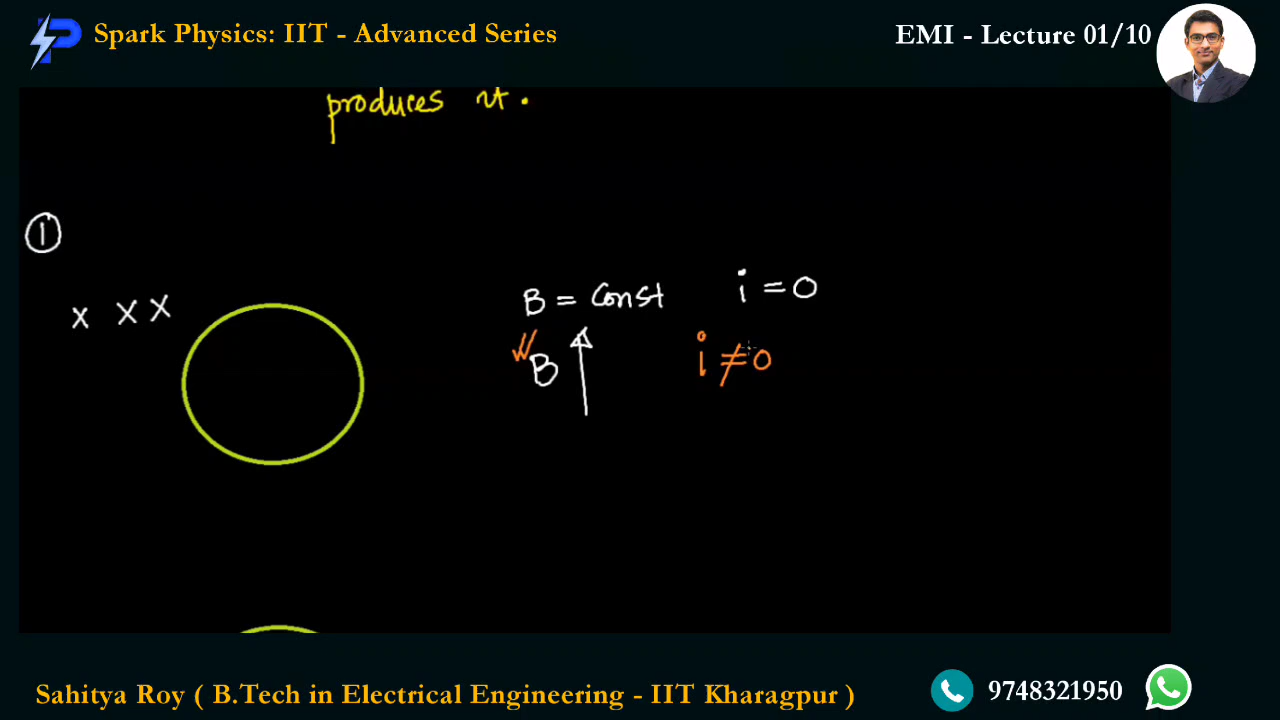 Spark Physics: IIT - Advanced Series
EMI - Lecture 01/10
produces it.
1
x x x
B = Const i = 0
B ↑ i ≠ 0
Sahitya Roy ( B.Tech in Electrical Engineering - IIT Kharagpur )
9748321950